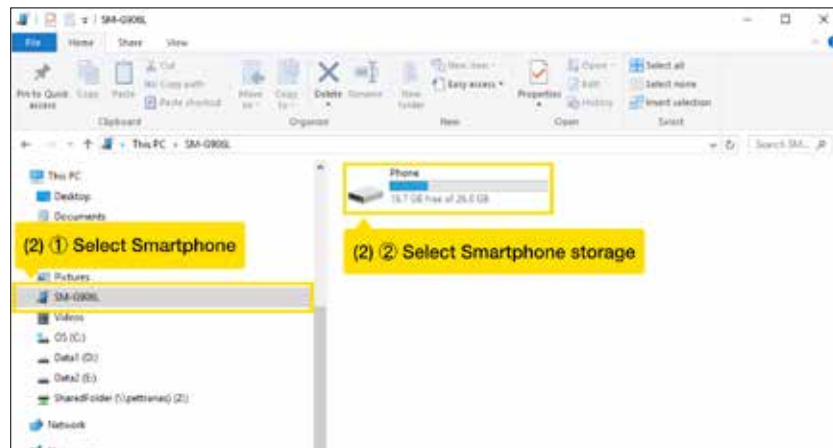 SM-G906L
File Home Share View
Cut
Copy path
Paste shortcut
Pin to Quick access
Copy
Paste
Move to
Copy to
Delete
Rename
New folder
New item
Easy access
Properties
Open
Edit
History
Select all
Select none
Invert selection
Clipboard
Organize
New
Open
Select
This PC › SM-G906L
Search SM...
This PC
Desktop
Documents
(2) ① Select Smartphone
Pictures
SM-G906L
Videos
OS (C:)
Data1 (D:)
Data2 (E:)
Network
Phone
16.7 GB free of 26.0 GB
(2) ② Select Smartphone storage